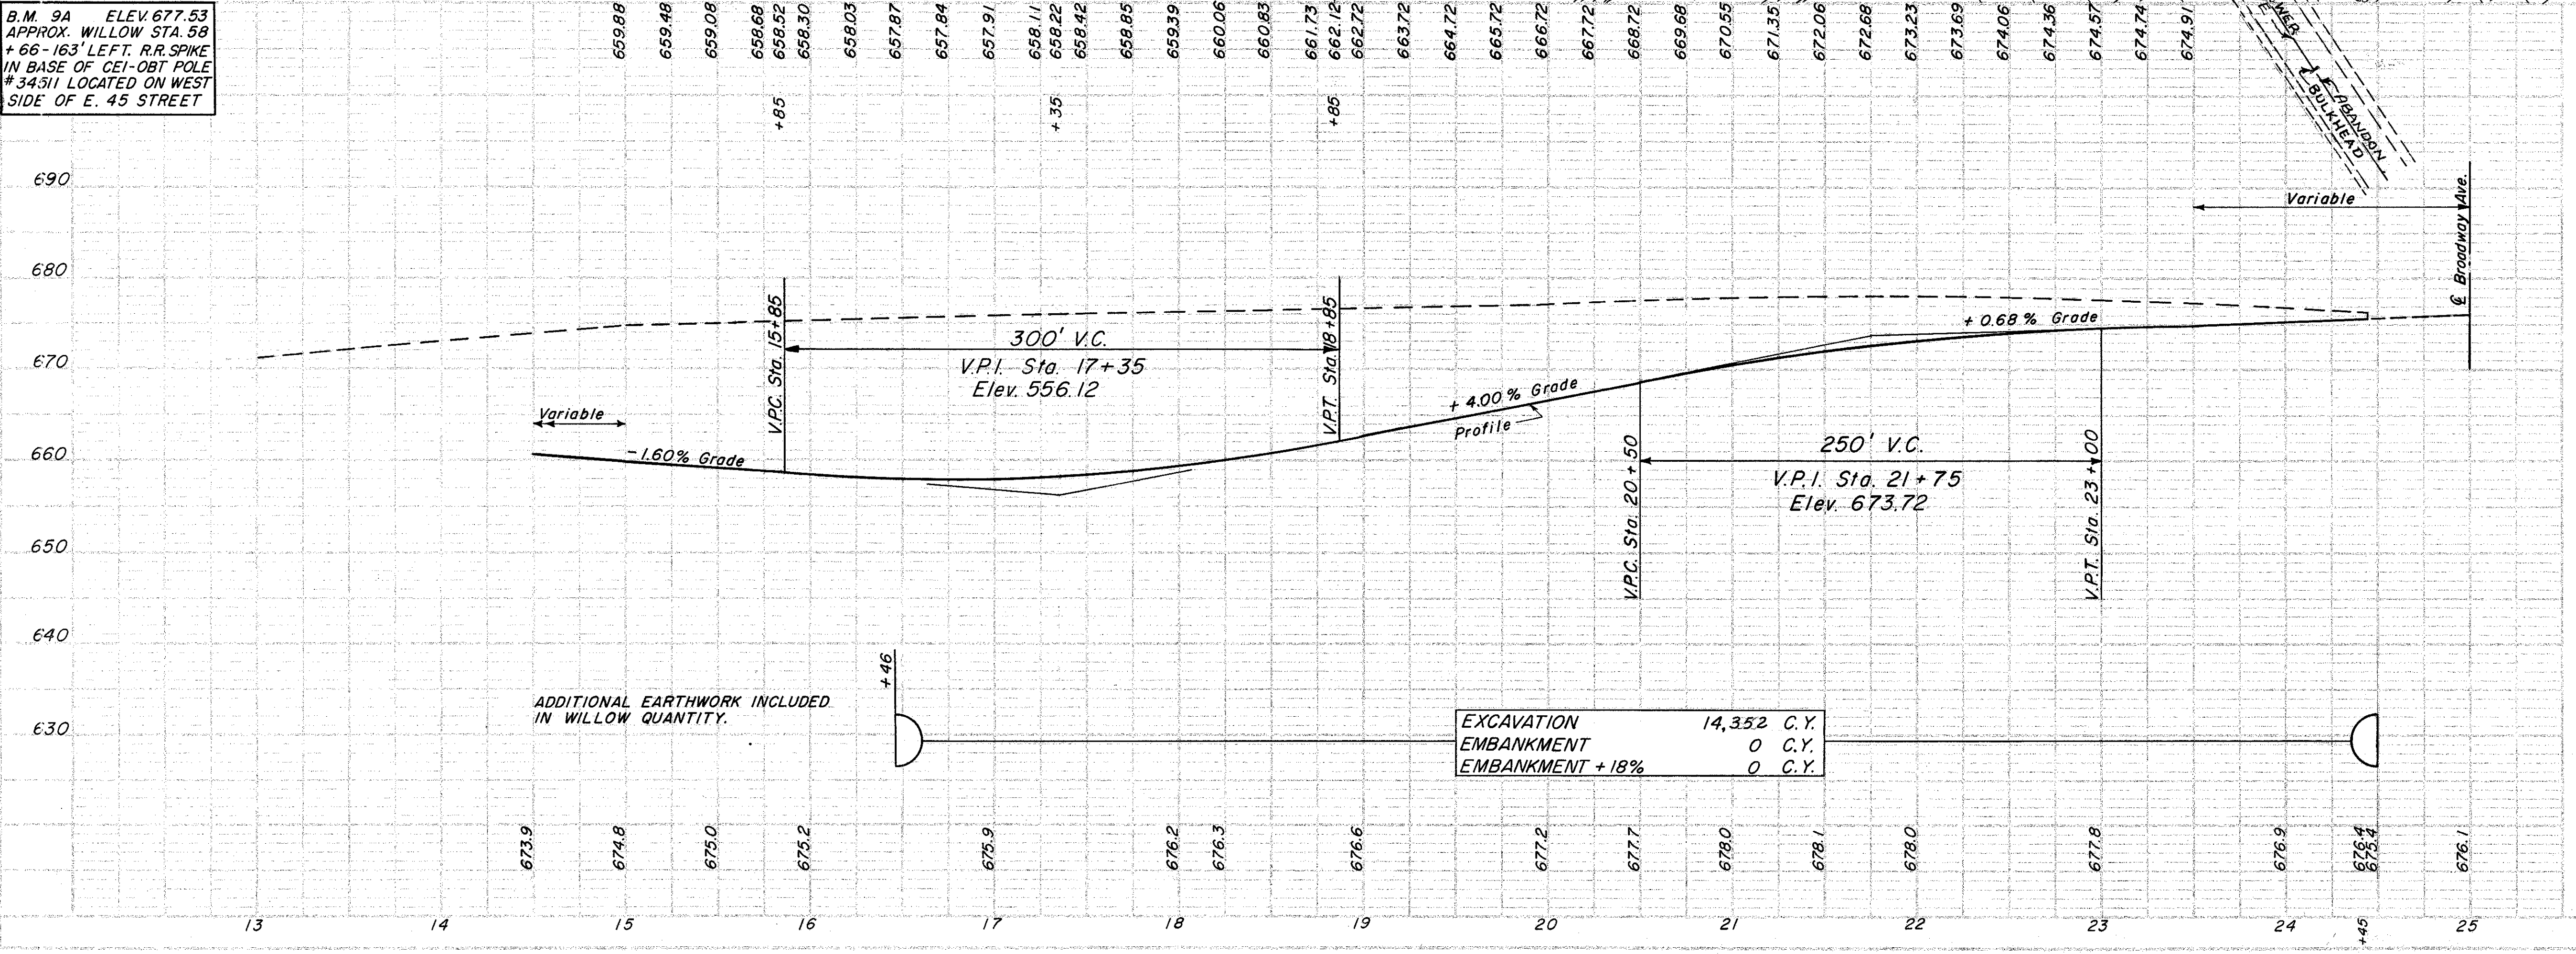 B.M. 9A ELEV. 677.53
APPROX. WILLOW STA. 58
+ 66-163' LEFT. R.R. SPIKE
IN BASE OF CEI-OBT POLE
#34511 LOCATED ON WEST
SIDE OF E. 45 STREET
659.88 659.48 659.08 658.68 658.52 658.30 658.03 657.87 657.84 657.91 658.11 658.22 658.42 658.85 659.39 660.06 660.83 661.73 662.12 662.72 663.72 664.72 665.72 666.72 667.72 668.72 669.68 670.55 671.35 672.06 672.68 673.23 673.69 674.06 674.36 674.57 674.74 674.91
+85 +35 +85
ABANDON
BULKHEAD
690
680
670
660
650
640
630
Variable
℄ Broadway Ave.
V.P.C. Sta. 15+85
300' V.C.
V.P.I. Sta. 17+35
Elev. 556.12
V.P.T. Sta. 18+85
+ 0.68 % Grade
Variable
-1.60% Grade
+ 4.00 % Grade
Profile
V.P.C. Sta. 20+50
250' V.C.
V.P.I. Sta. 21+75
Elev. 673.72
V.P.T. Sta. 23+00
ADDITIONAL EARTHWORK INCLUDED
IN WILLOW QUANTITY.
+46
EXCAVATION 14,352 C.Y.
EMBANKMENT 0 C.Y.
EMBANKMENT +18% 0 C.Y.
673.9 674.8 675.0 675.2 675.9 676.2 676.3 676.6 677.2 677.7 678.0 678.1 678.0 677.8 676.9 676.4 675.4 676.1
13 14 15 16 17 18 19 20 21 22 23 24 +45 25